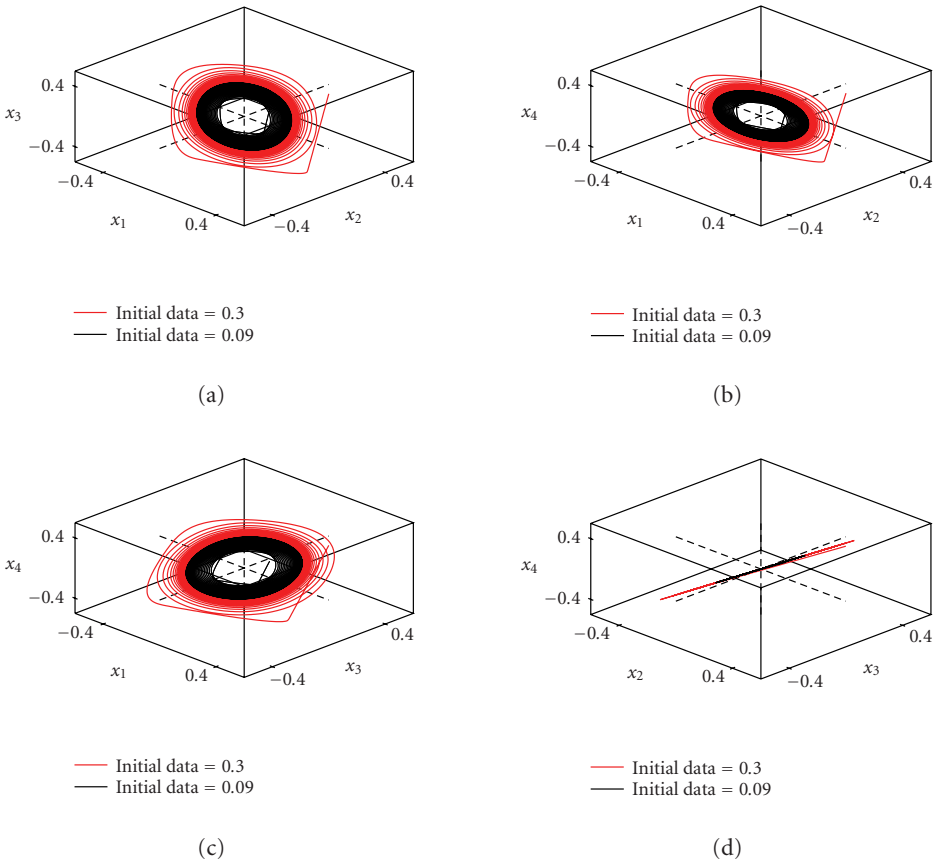 x3
0.4
−0.4
−0.4
x1
0.4
−0.4
x2
0.4
Initial data = 0.3
Initial data = 0.09
(a)
x4
0.4
−0.4
−0.4
x1
0.4
−0.4
x2
0.4
Initial data = 0.3
Initial data = 0.09
(b)
x4
0.4
−0.4
−0.4
x1
0.4
−0.4
x3
0.4
Initial data = 0.3
Initial data = 0.09
(c)
x4
0.4
−0.4
−0.4
x2
0.4
−0.4
x3
0.4
Initial data = 0.3
Initial data = 0.09
(d)